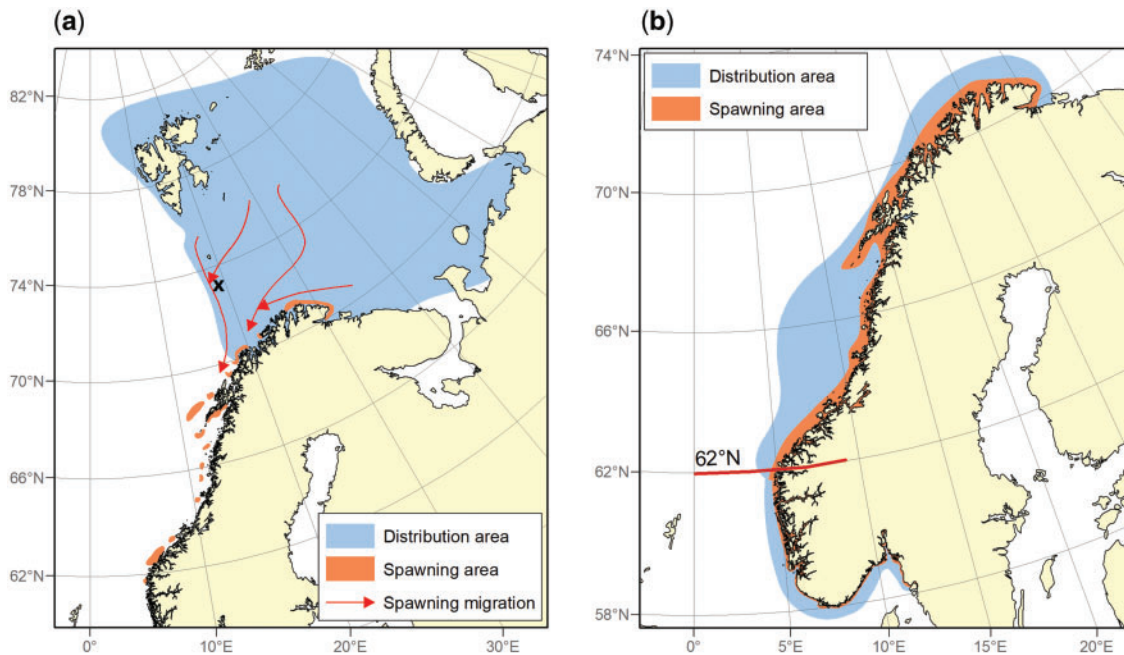 (a)
82°N
78°N
74°N
70°N
66°N
62°N
x
Distribution area
Spawning area
Spawning migration
0°
10°E
20°E
30°E
(b)
74°N
70°N
66°N
62°N
58°N
Distribution area
Spawning area
62°N
0°
5°E
10°E
15°E
20°E